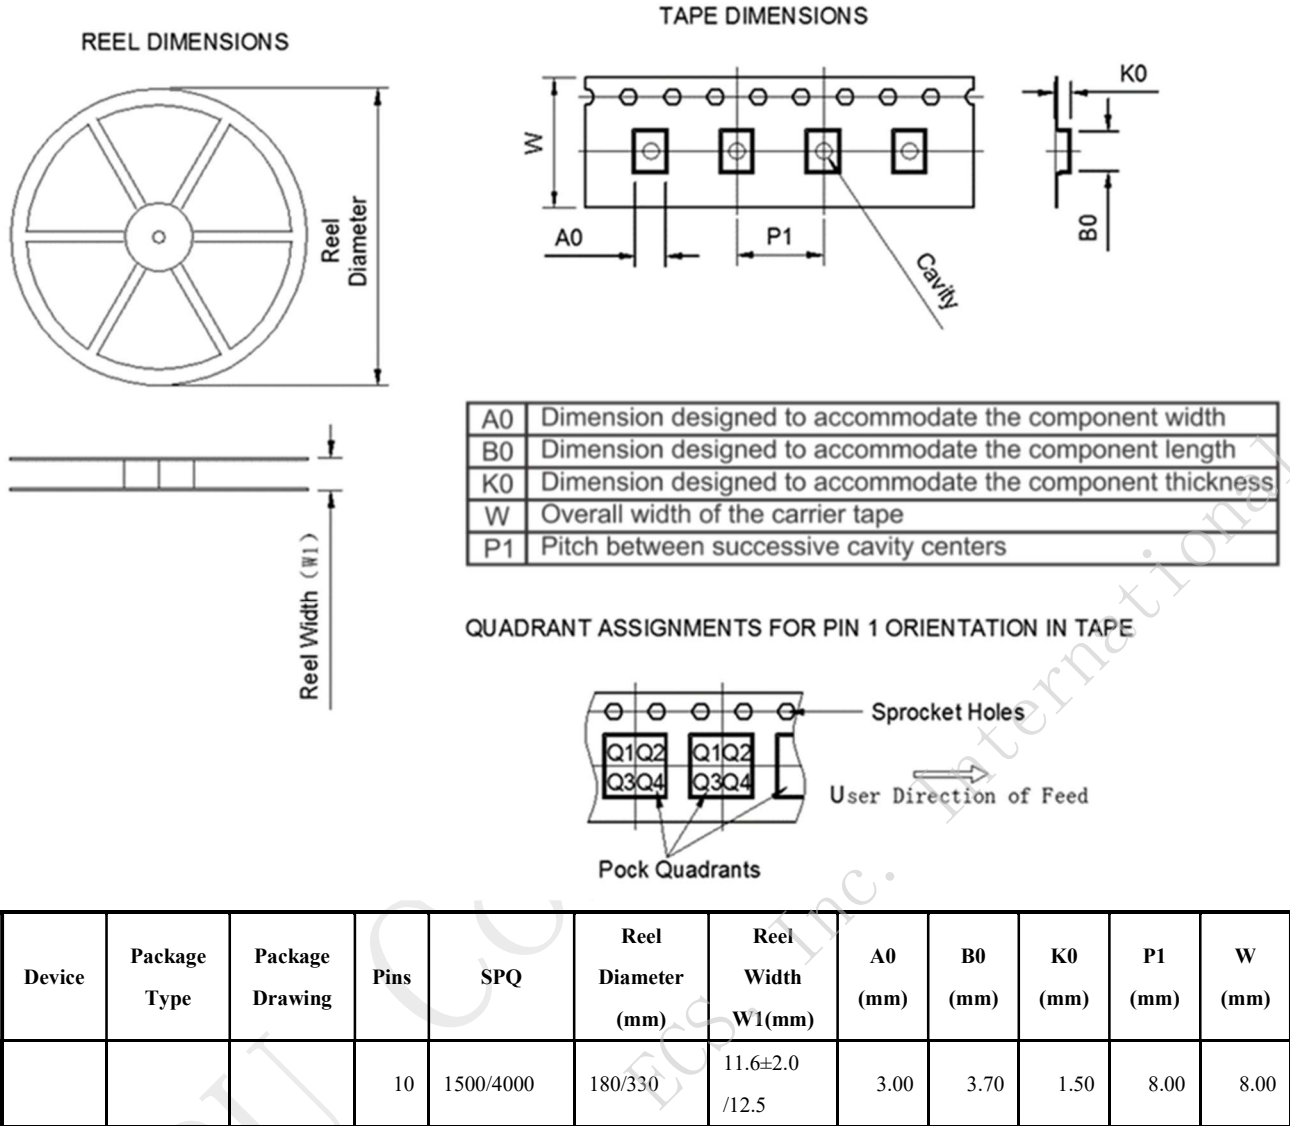 REEL DIMENSIONS
Reel
Diameter
Reel Width (W1)
TAPE DIMENSIONS
W
A0
P1
Cavity
K0
B0
A0 Dimension designed to accommodate the component width
B0 Dimension designed to accommodate the component length
K0 Dimension designed to accommodate the component thickness
W Overall width of the carrier tape
P1 Pitch between successive cavity centers
QUADRANT ASSIGNMENTS FOR PIN 1 ORIENTATION IN TAPE
Sprocket Holes
Q1 Q2 Q1 Q2
Q3 Q4 Q3 Q4
User Direction of Feed
Pock Quadrants
Device Package Type Package Drawing Pins SPQ Reel Diameter (mm) Reel Width W1(mm) A0 (mm) B0 (mm) K0 (mm) P1 (mm) W (mm)
10 1500/4000 180/330 11.6±2.0 /12.5 3.00 3.70 1.50 8.00 8.00
ECS, Inc. International